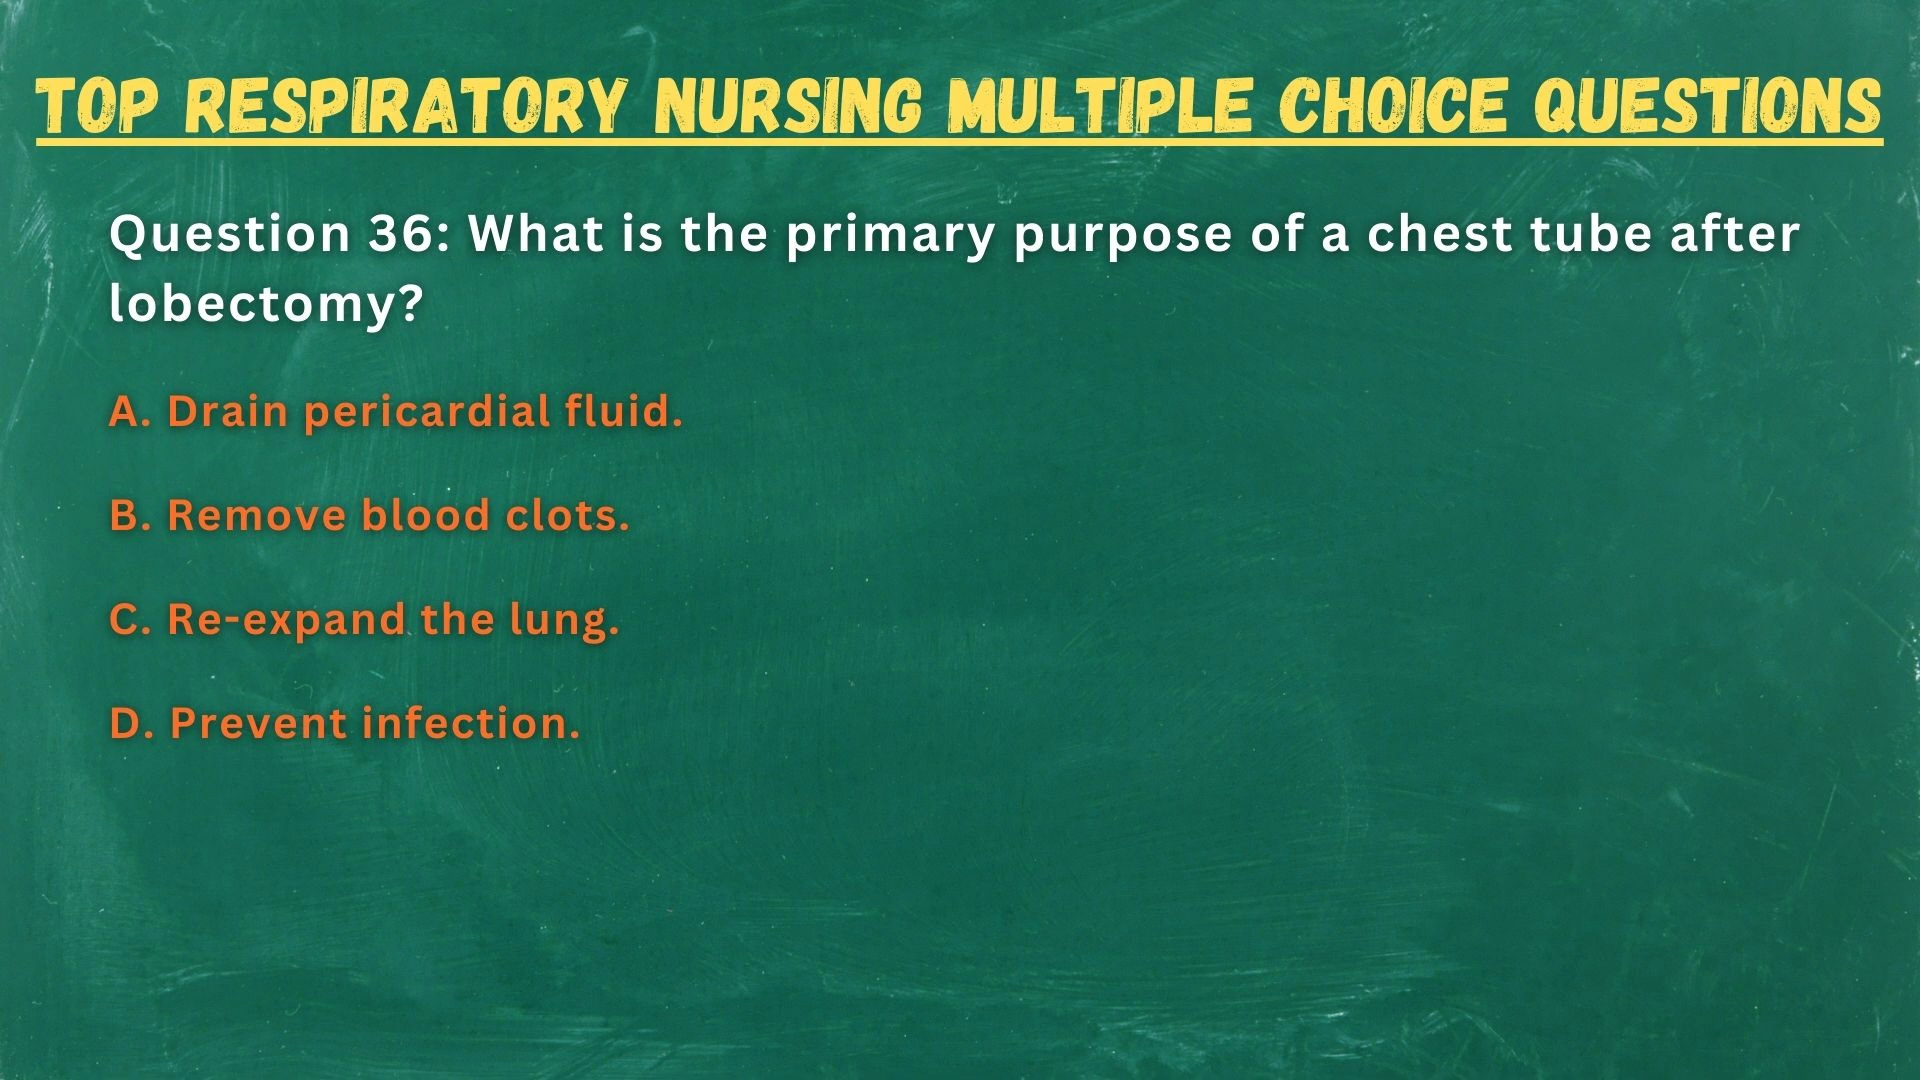 TOP RESPIRATORY NURSING MULTIPLE CHOICE QUESTIONS
Question 36: What is the primary purpose of a chest tube after
lobectomy?
A. Drain pericardial fluid.
B. Remove blood clots.
C. Re-expand the lung.
D. Prevent infection.